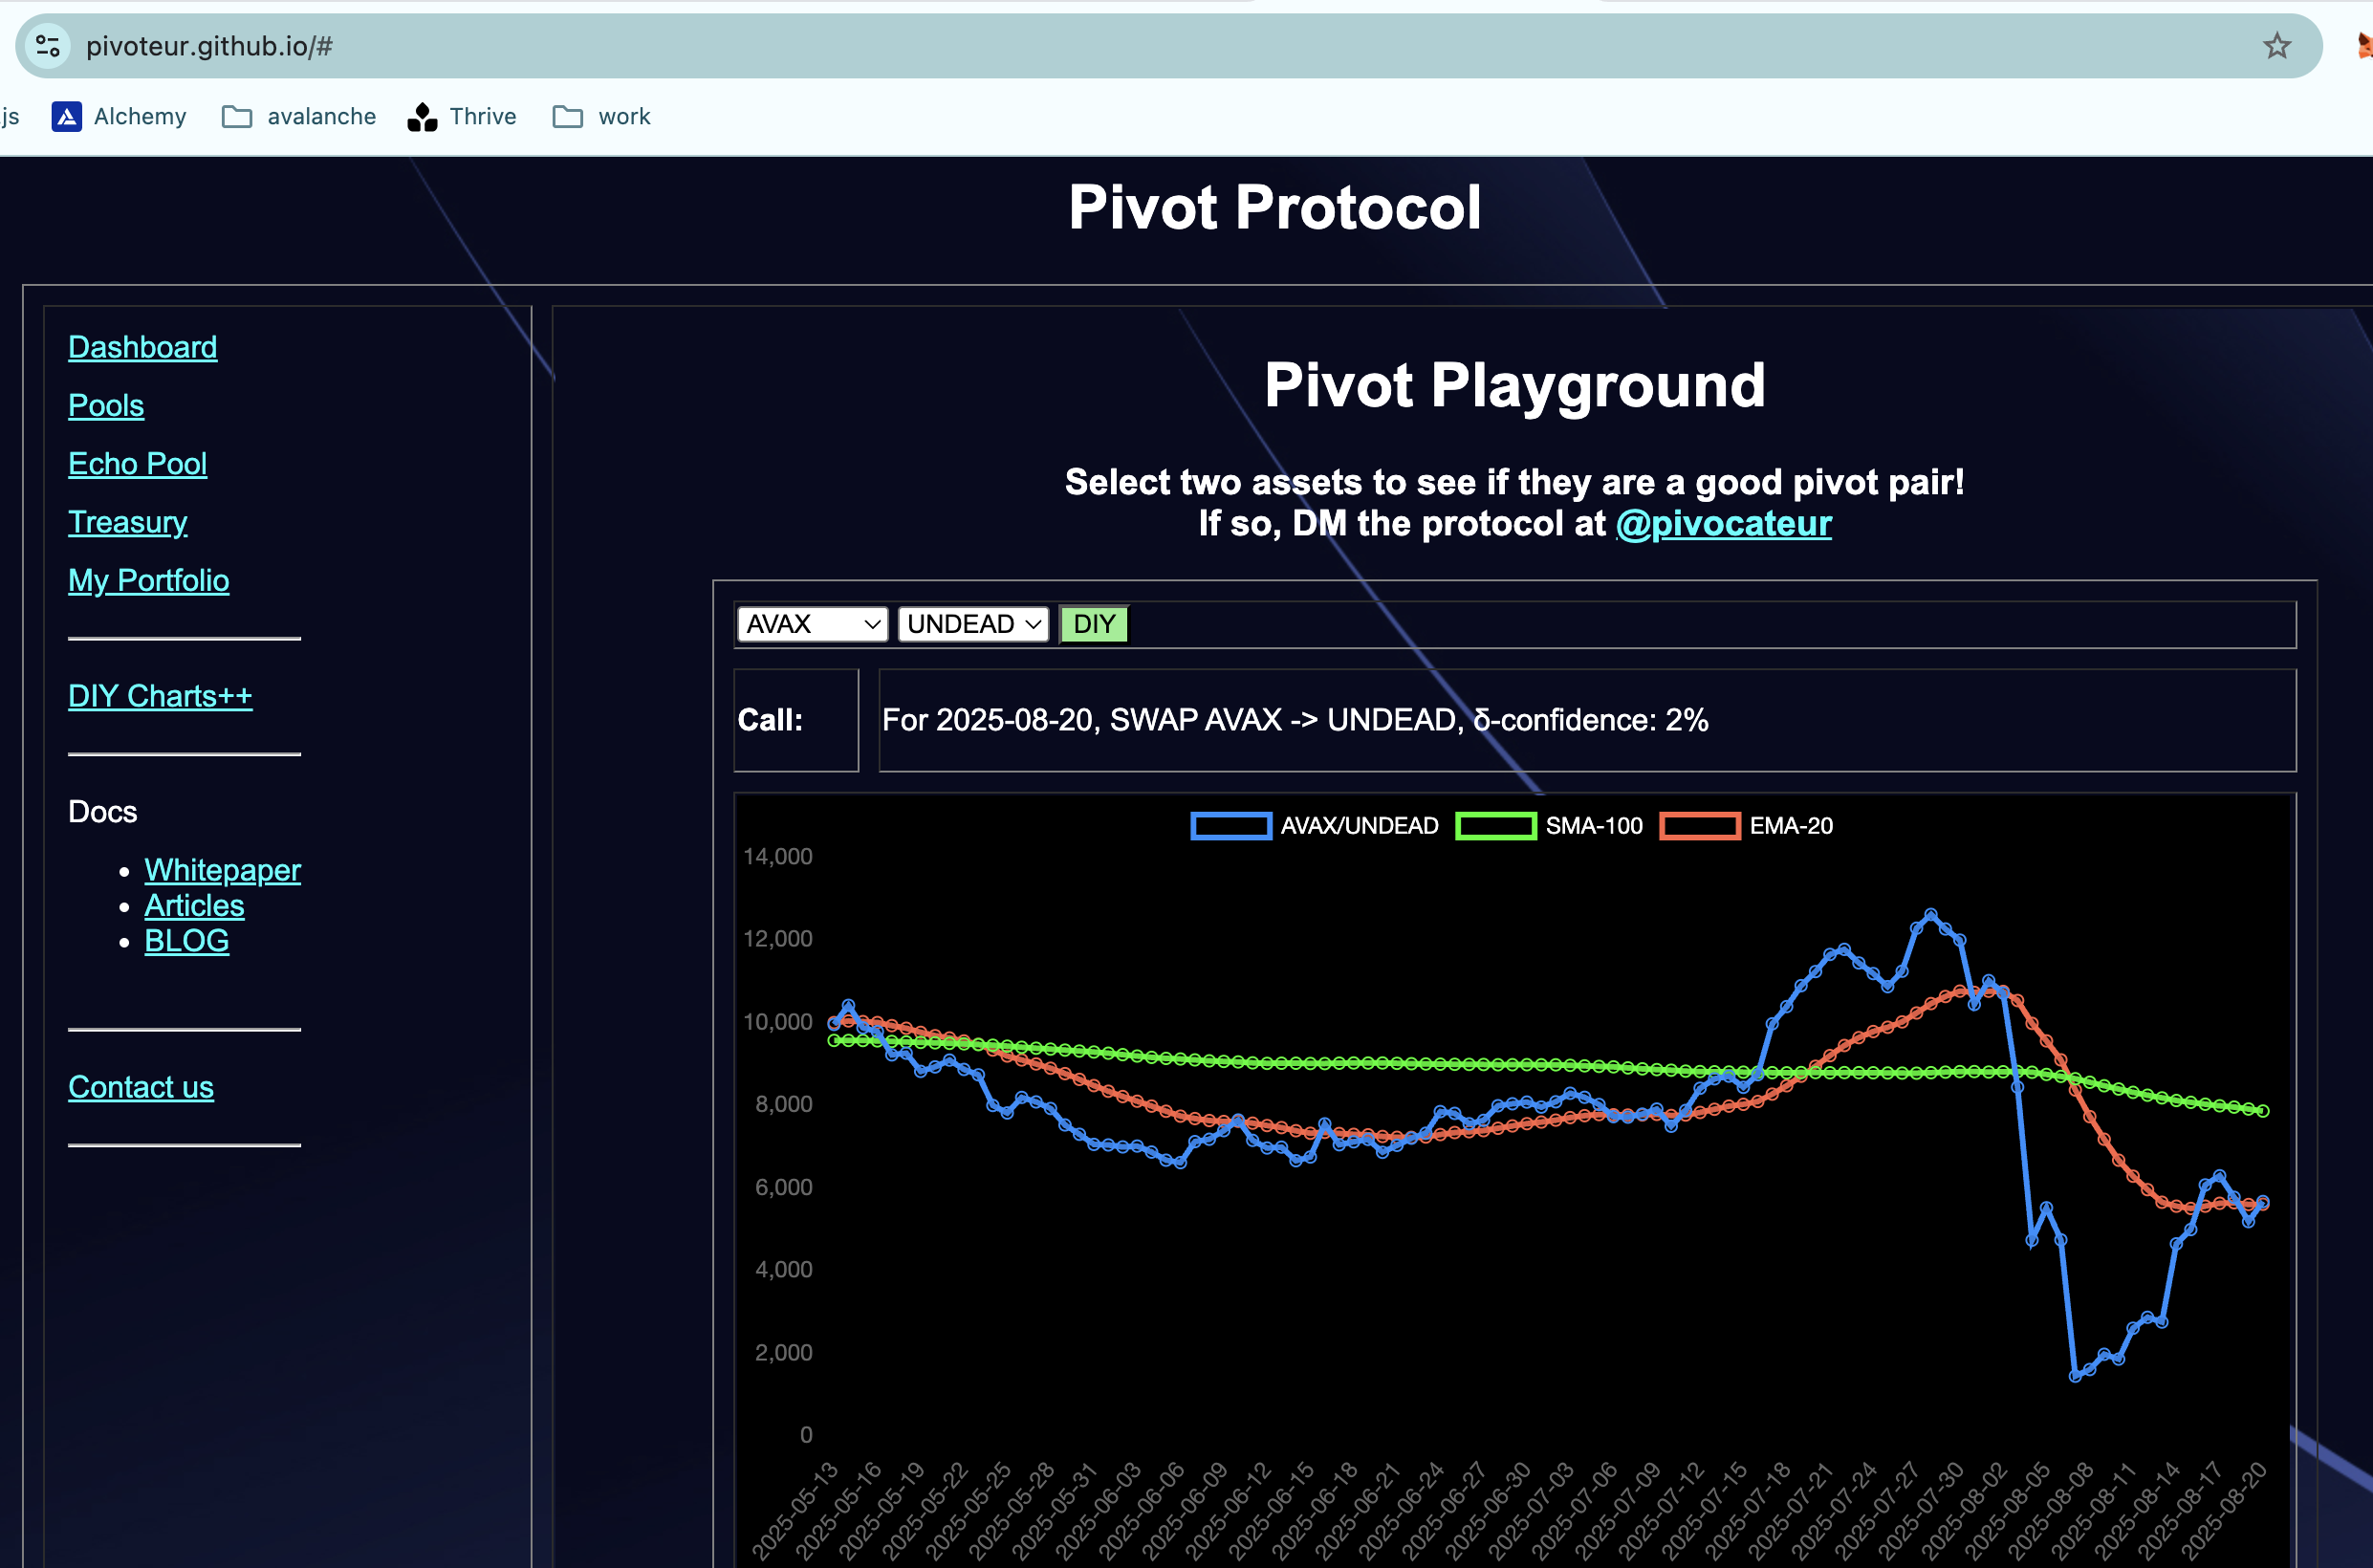 pivoteur.github.io/#
js Alchemy avalanche Thrive work
Pivot Protocol
Dashboard
Pools
Echo Pool
Treasury
My Portfolio
DIY Charts++
Docs
Whitepaper
Articles
BLOG
Contact us
Pivot Playground
Select two assets to see if they are a good pivot pair!
If so, DM the protocol at @pivocateur
AVAX UNDEAD DIY
Call: For 2025-08-20, SWAP AVAX -> UNDEAD, δ-confidence: 2%
AVAX/UNDEAD SMA-100 EMA-20
14,000
12,000
10,000
8,000
6,000
4,000
2,000
0
2025-05-13 2025-05-16 2025-05-19 2025-05-22 2025-05-25 2025-05-28 2025-05-31 2025-06-03 2025-06-06 2025-06-09 2025-06-12 2025-06-15 2025-06-18 2025-06-21 2025-06-24 2025-06-27 2025-06-30 2025-07-03 2025-07-06 2025-07-09 2025-07-12 2025-07-15 2025-07-18 2025-07-21 2025-07-24 2025-07-27 2025-07-30 2025-08-02 2025-08-05 2025-08-08 2025-08-11 2025-08-14 2025-08-17 2025-08-20